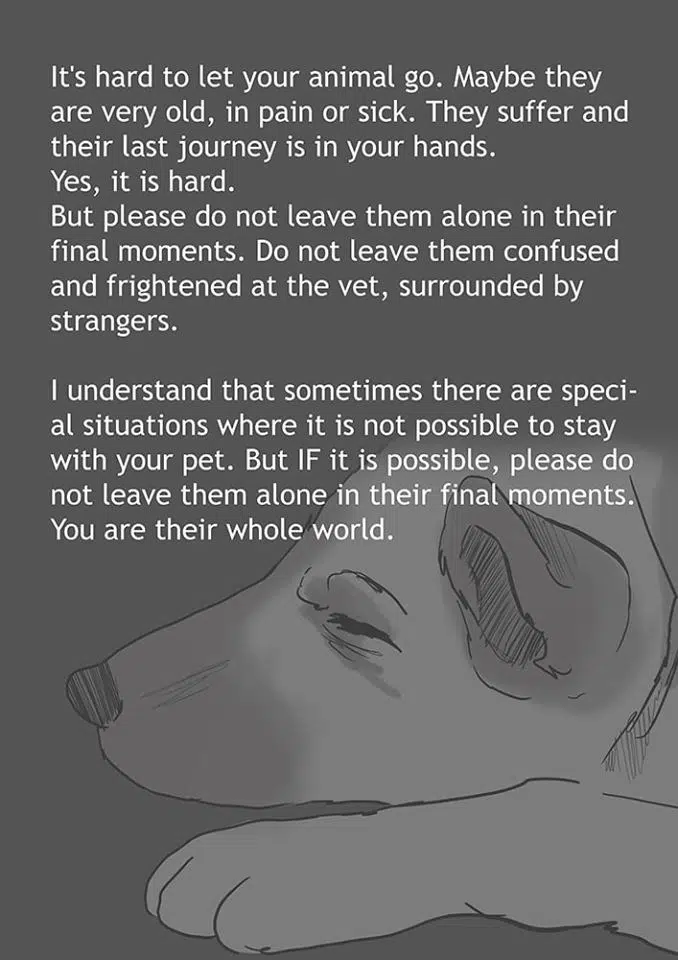 It's hard to let your animal go. Maybe they
are very old, in pain or sick. They suffer and
their last journey is in your hands.
Yes, it is hard.
But please do not leave them alone in their
final moments. Do not leave them confused
and frightened at the vet, surrounded by
strangers.
I understand that sometimes there are speci-
al situations where it is not possible to stay
with your pet. But IF it is possible, please do
not leave them alone in their final moments.
You are their whole world.